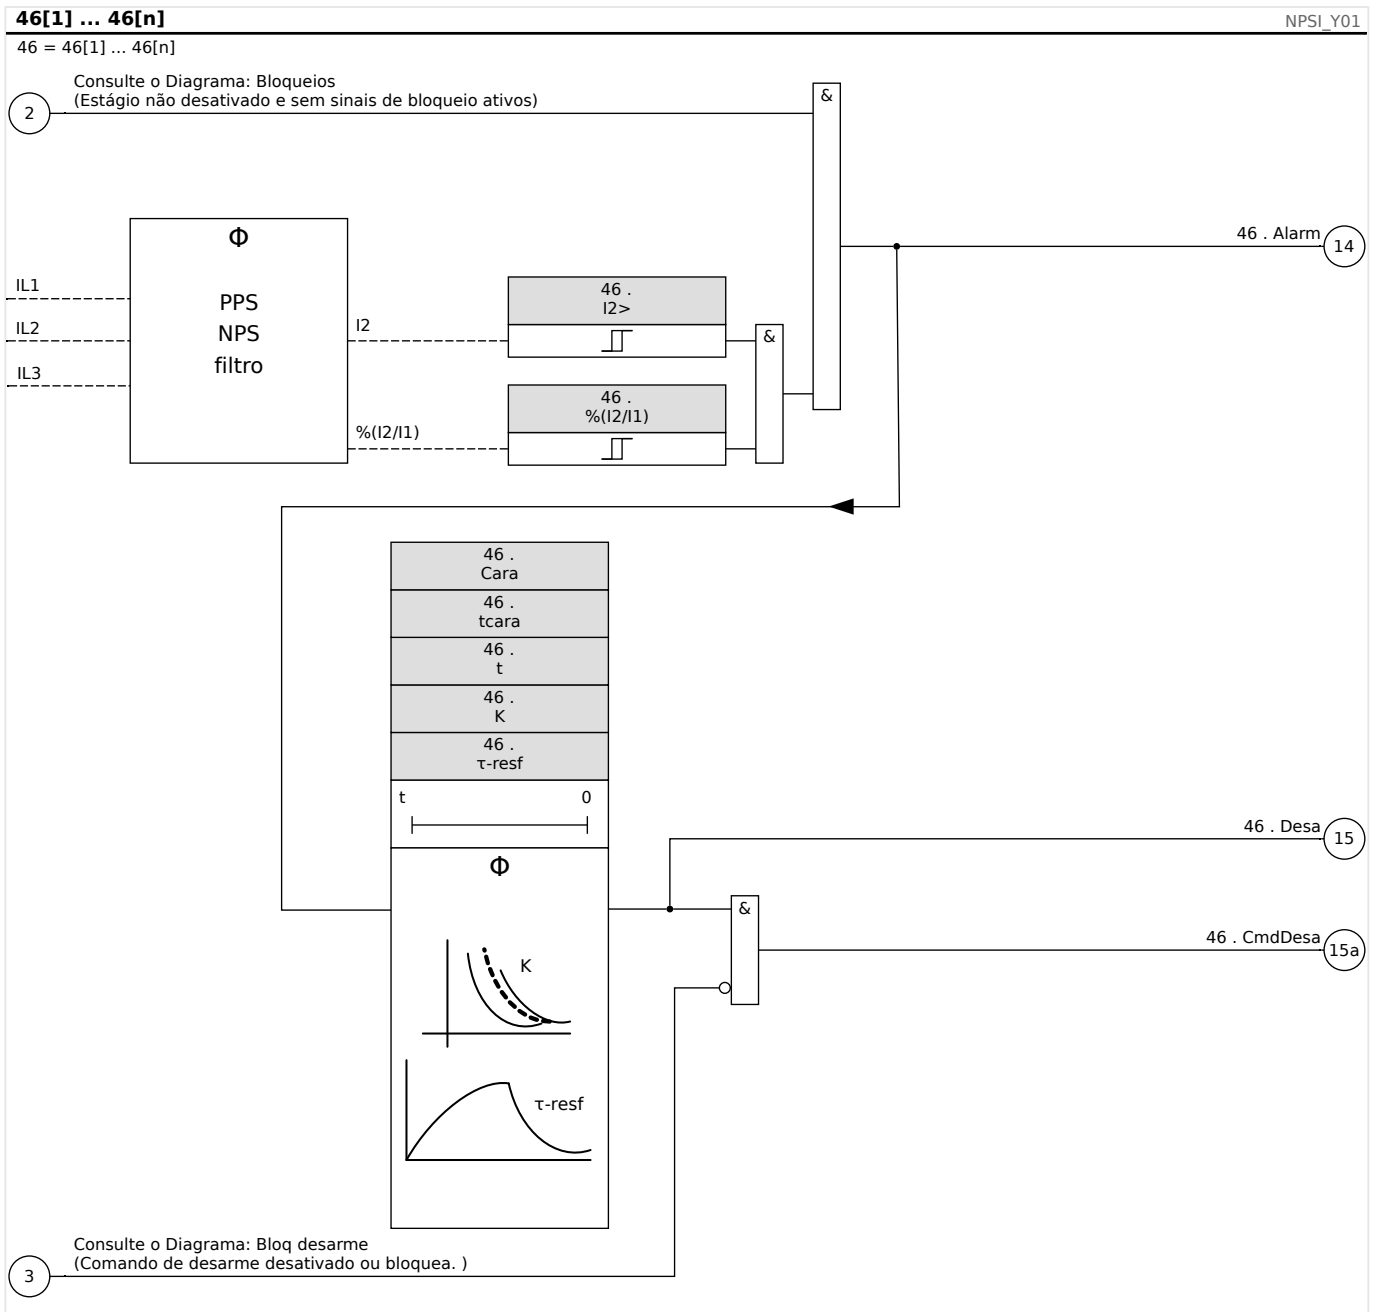 46[1] ... 46[n]
NPSI_Y01
46 = 46[1] ... 46[n]
Consulte o Diagrama: Bloqueios
(Estágio não desativado e sem sinais de bloqueio ativos)
2
&
Φ
PPS
NPS
filtro
IL1
IL2
IL3
I2
%(I2/I1)
46 .
I2>
46 .
%(I2/I1)
&
46 . Alarm
14
46 .
Cara
46 .
tcara
46 .
t
46 .
K
46 .
τ-resf
t 0
Φ
K
τ-resf
46 . Desa
15
&
46 . CmdDesa
15a
Consulte o Diagrama: Bloq desarme
(Comando de desarme desativado ou bloquea. )
3